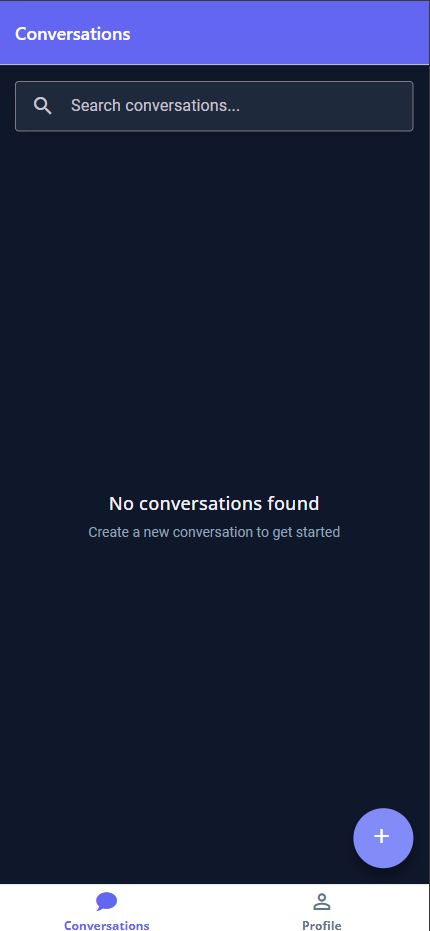 Conversations
Search conversations...
No conversations found
Create a new conversation to get started
+
Conversations
Profile